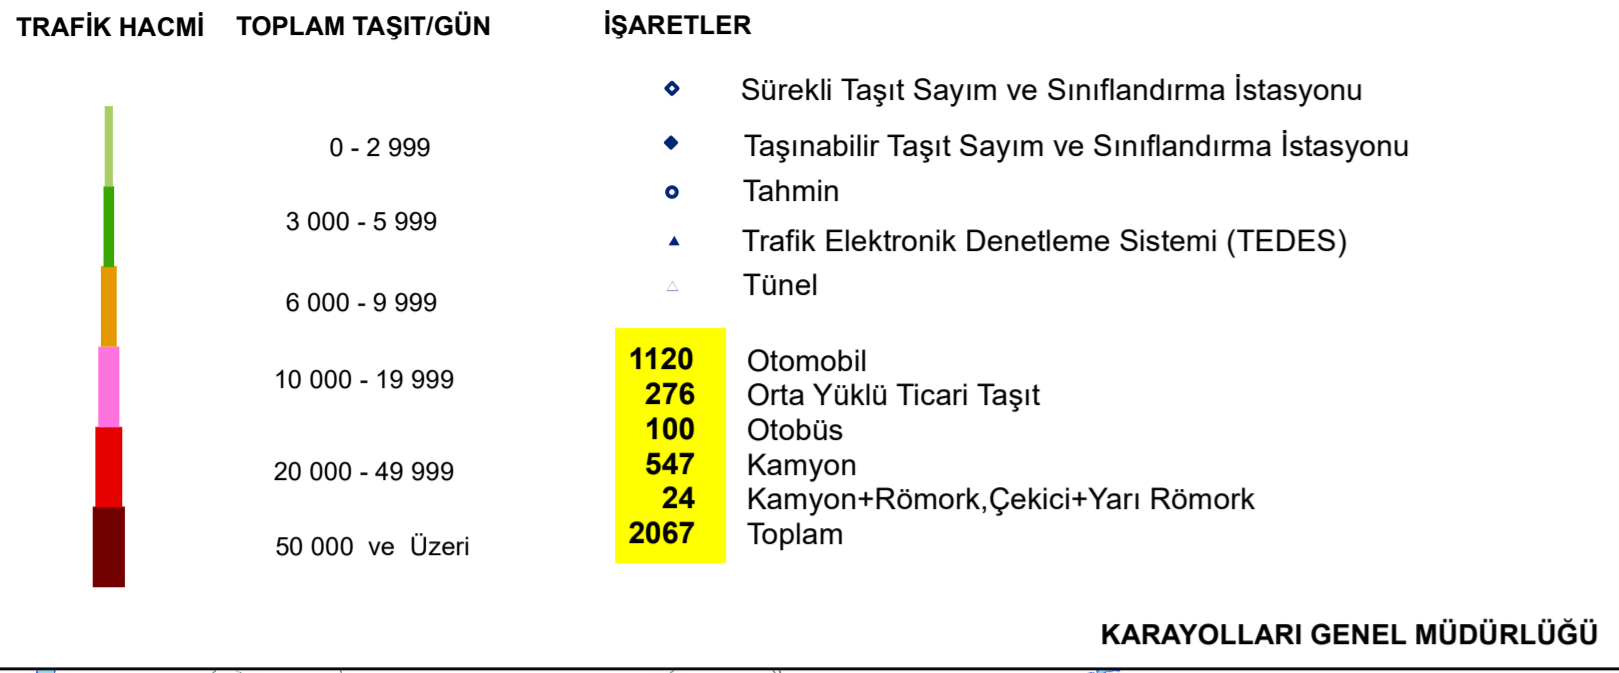 TRAFİK HACMİ TOPLAM TAŞIT/GÜN İŞARETLER
Sürekli Taşıt Sayım ve Sınıflandırma İstasyonu
0 - 2 999 Taşınabilir Taşıt Sayım ve Sınıflandırma İstasyonu
Tahmin
3 000 - 5 999 Trafik Elektronik Denetleme Sistemi (TEDES)
6 000 - 9 999 Tünel
10 000 - 19 999
20 000 - 49 999
50 000 ve Üzeri
1120 Otomobil
276 Orta Yüklü Ticari Taşıt
100 Otobüs
547 Kamyon
24 Kamyon+Römork,Çekici+Yarı Römork
2067 Toplam
KARAYOLLARI GENEL MÜDÜRLÜĞÜ